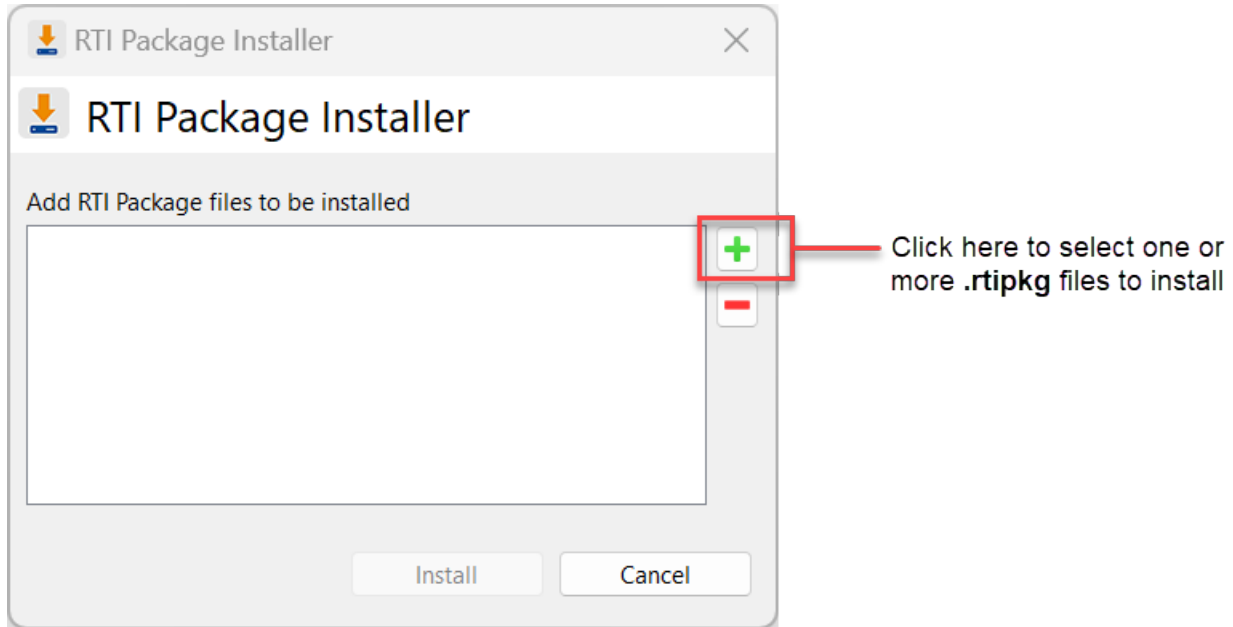 RTI Package Installer
RTI Package Installer
Add RTI Package files to be installed
Click here to select one or
more .rtipkg files to install
Install
Cancel